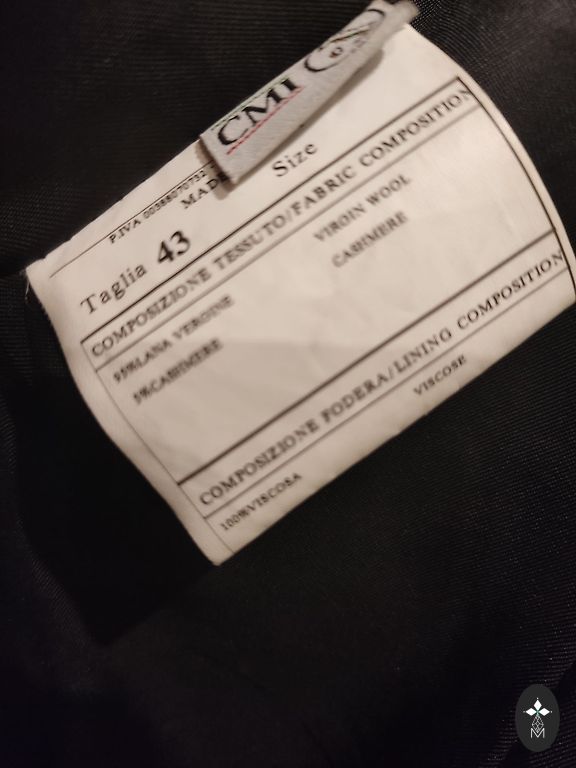 CMI
P.IVA 00388070732
MADE
Taglia 43 Size
COMPOSIZIONE TESSUTO/FABRIC COMPOSITION
95%LANA VERGINE VIRGIN WOOL
5%CASHMERE CASHMERE
COMPOSIZIONE FODERA/LINING COMPOSITION
100%VISCOSA VISCOSE
M